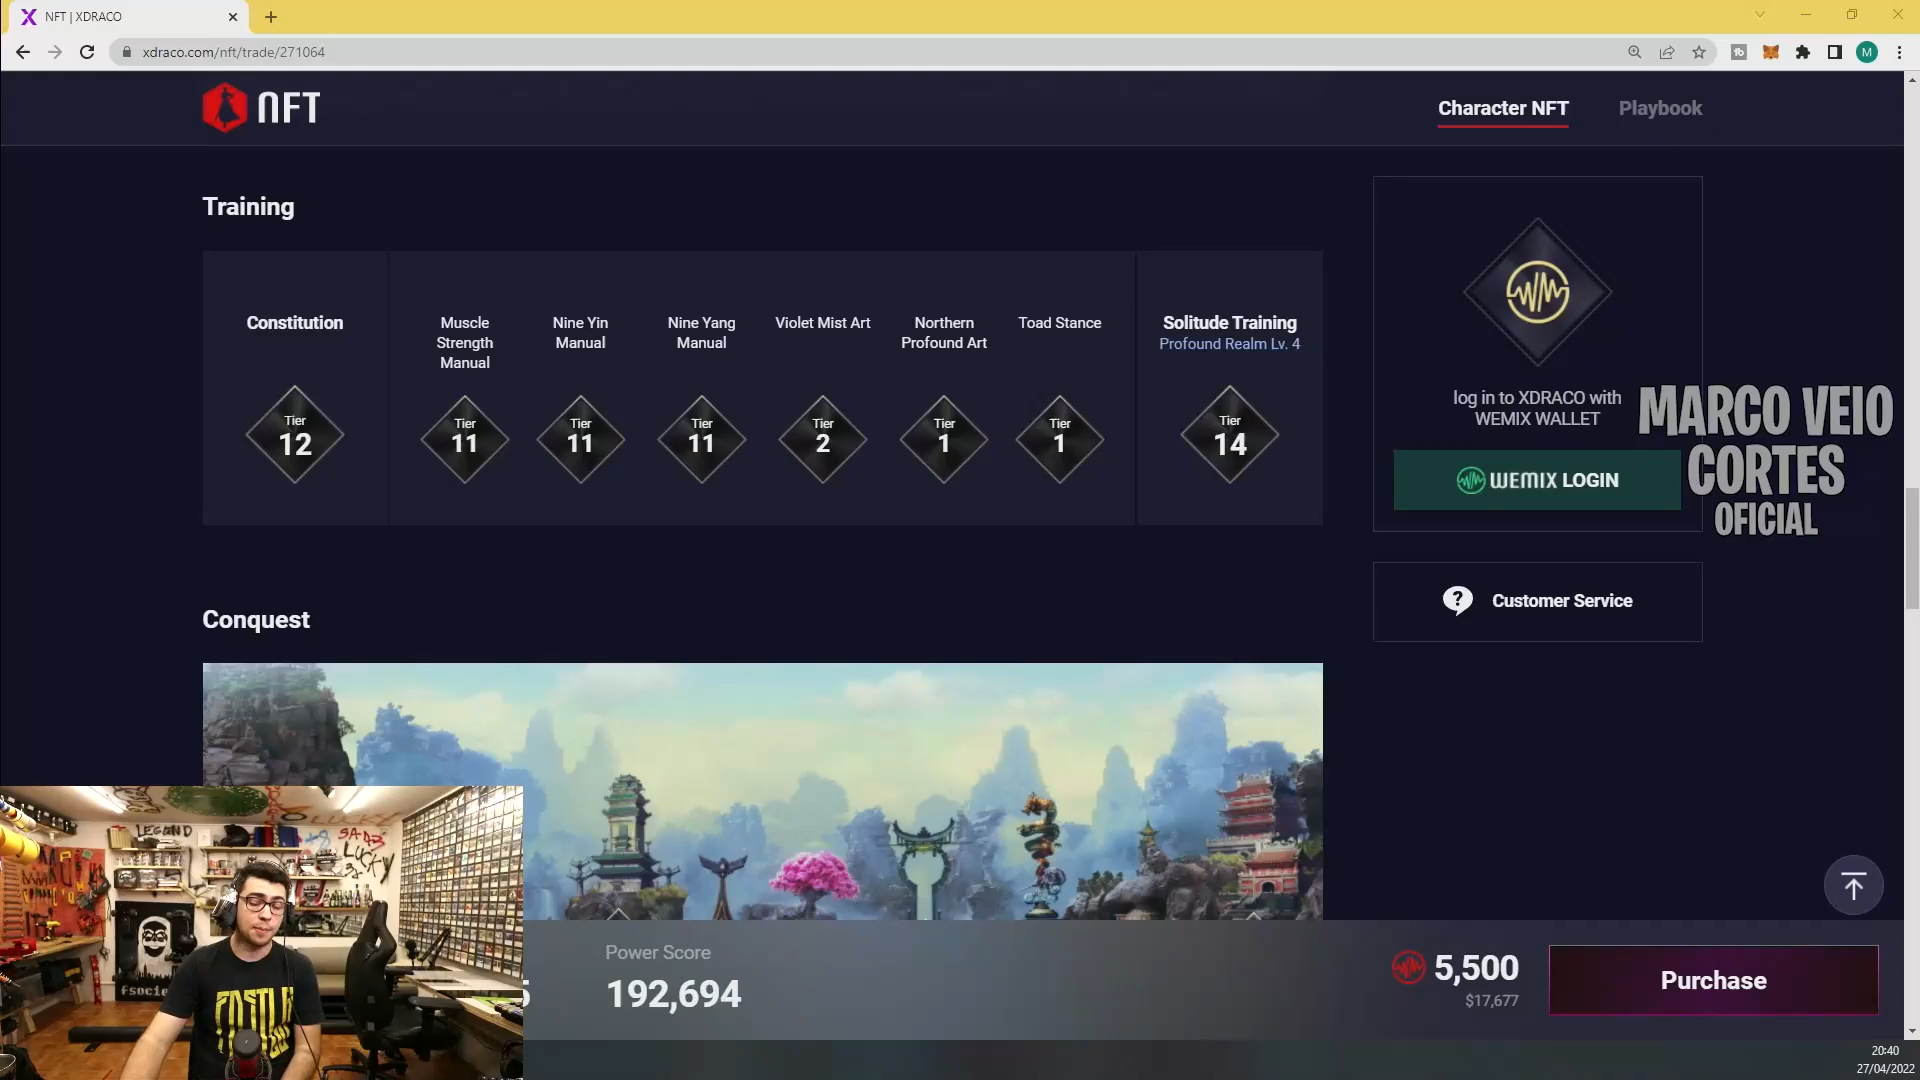 NFT | XDRACO
xdraco.com/nft/trade/271064
M
NFT
Character NFT
Playbook
Training
Constitution
Tier
12
Muscle
Strength
Manual
Tier
11
Nine Yin
Manual
Tier
11
Nine Yang
Manual
Tier
11
Violet Mist Art
Tier
2
Northern
Profound Art
Tier
1
Toad Stance
Tier
1
Solitude Training
Profound Realm Lv. 4
Tier
14
log in to XDRACO with
WEMIX WALLET
WEMIX LOGIN
MARCO VEIO
CORTES
OFICIAL
Customer Service
Conquest
LEGEND
LUCKY
fsocie
Power Score
192,694
5,500
$17,677
Purchase
20:40
27/04/2022